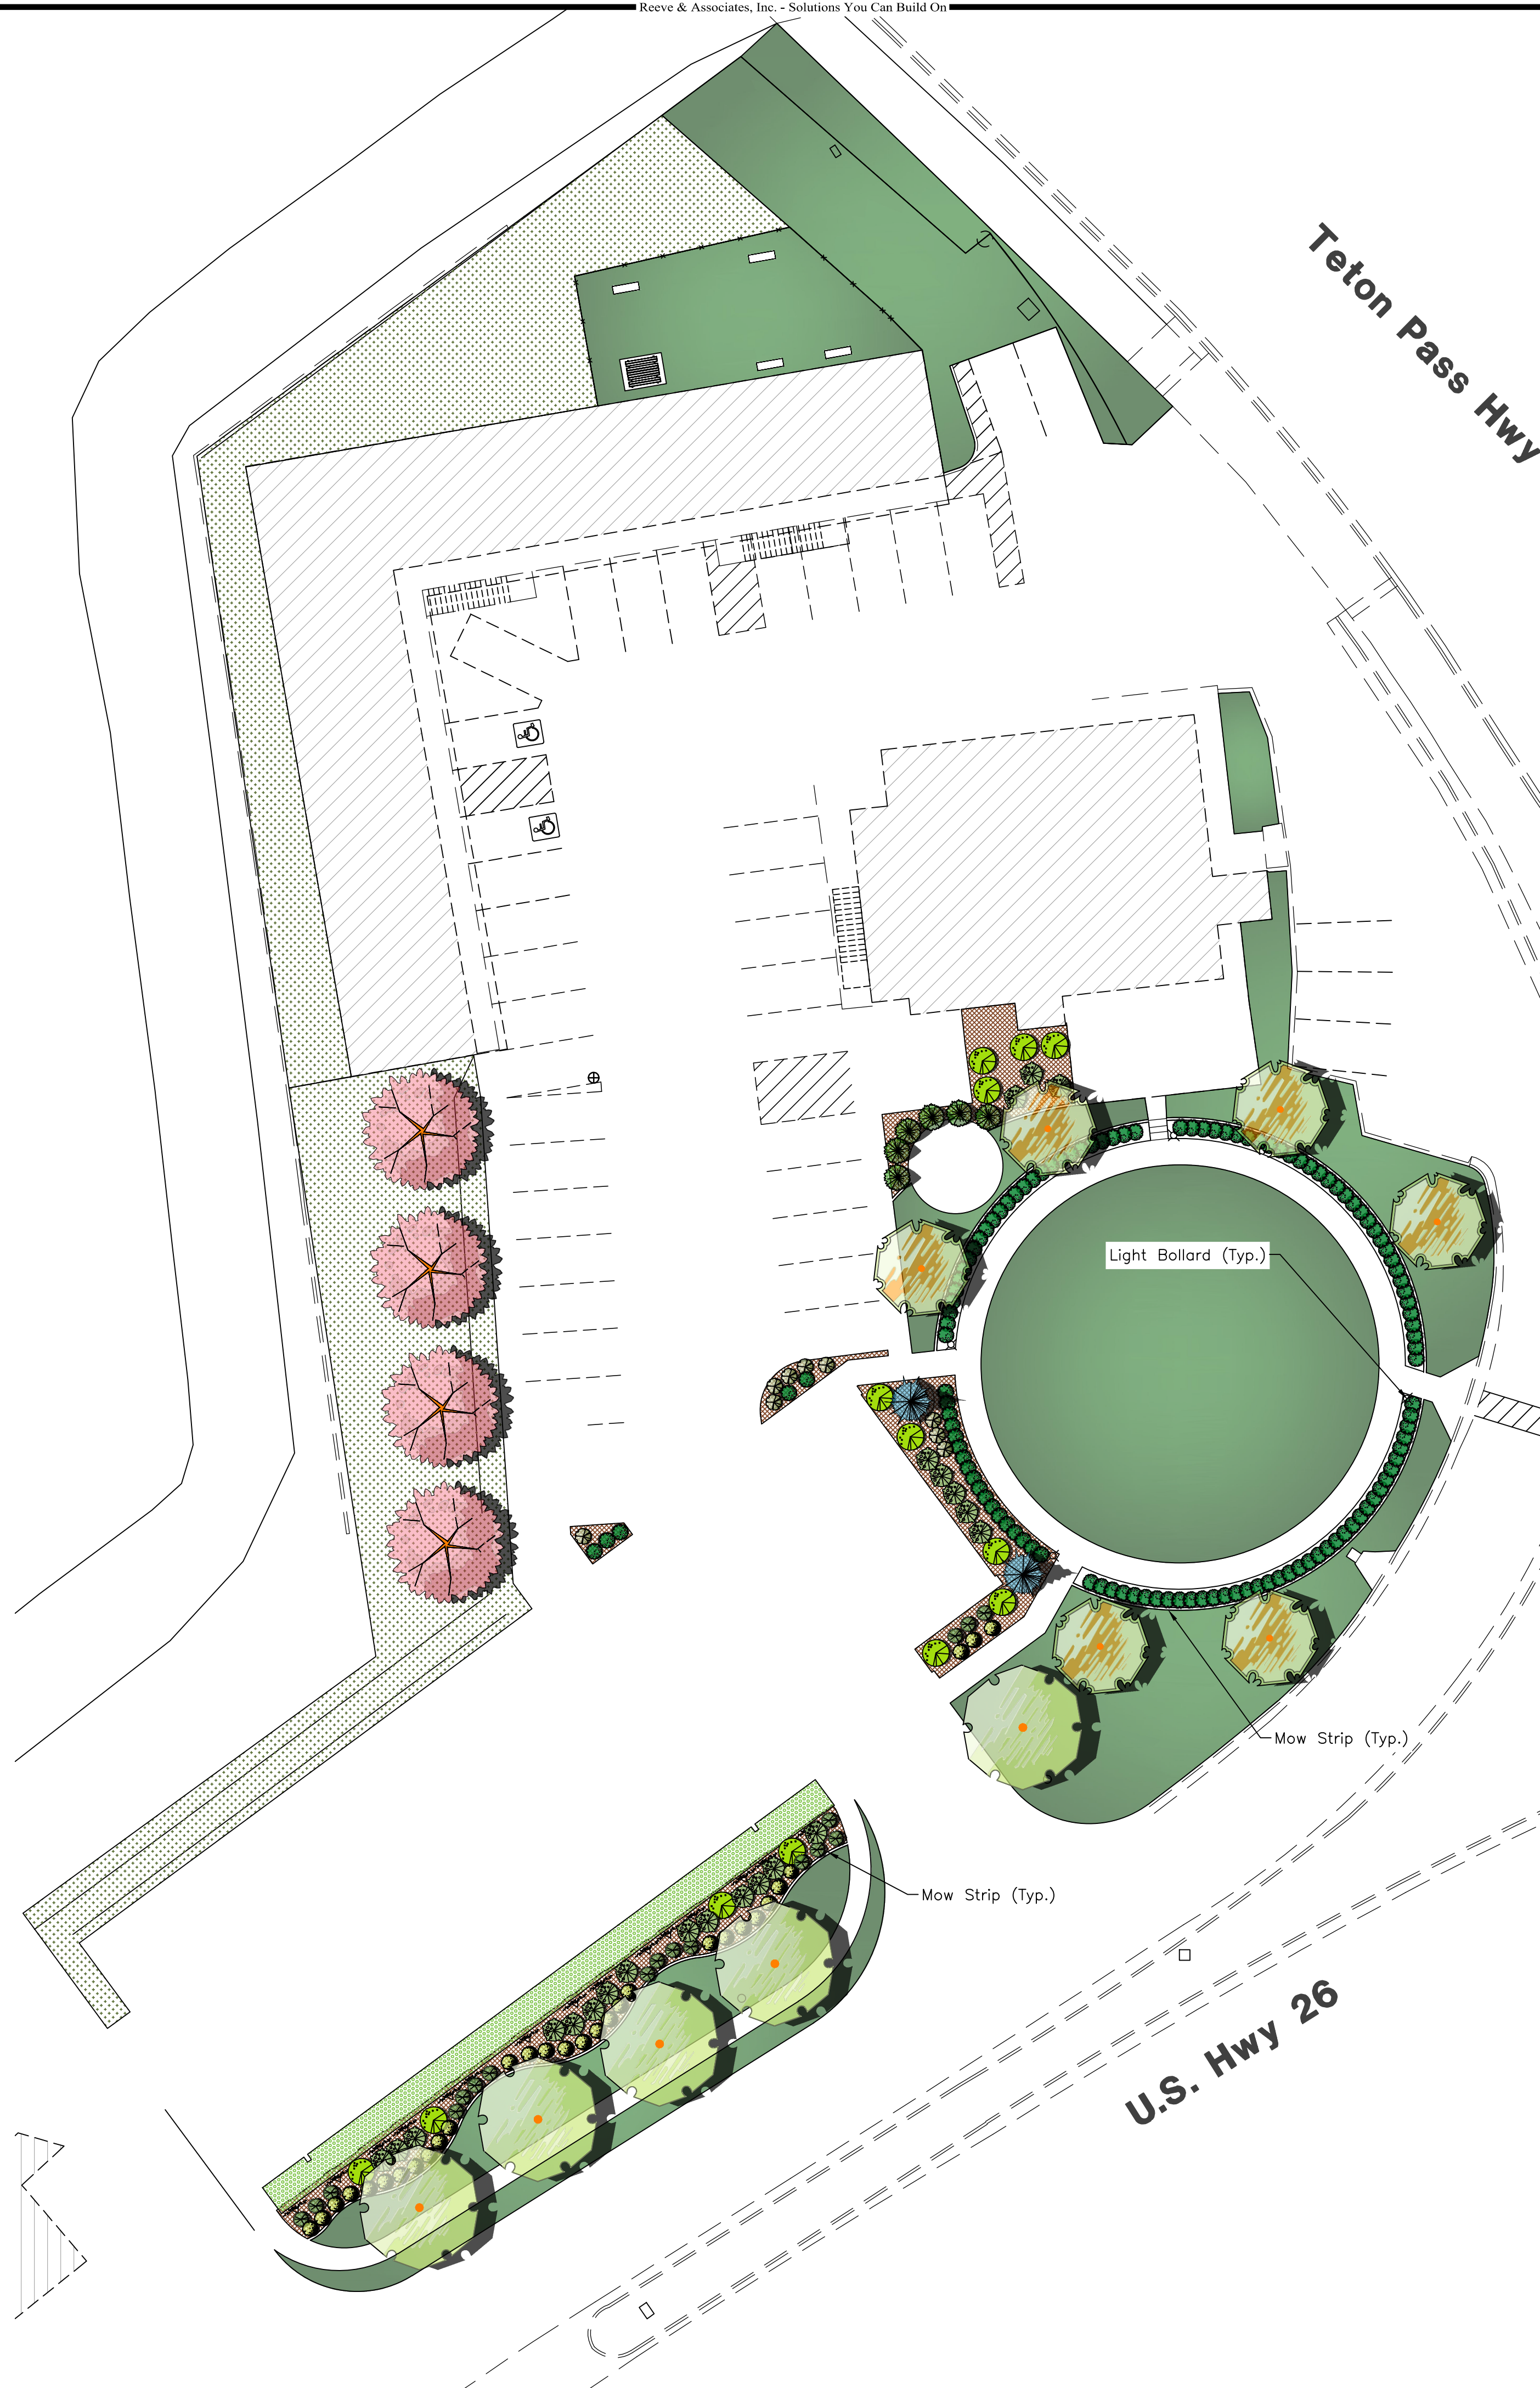 Reeve & Associates, Inc. - Solutions You Can Build On
Teton Pass Hwy
Light Bollard (Typ.)
Mow Strip (Typ.)
Mow Strip (Typ.)
U.S. Hwy 26